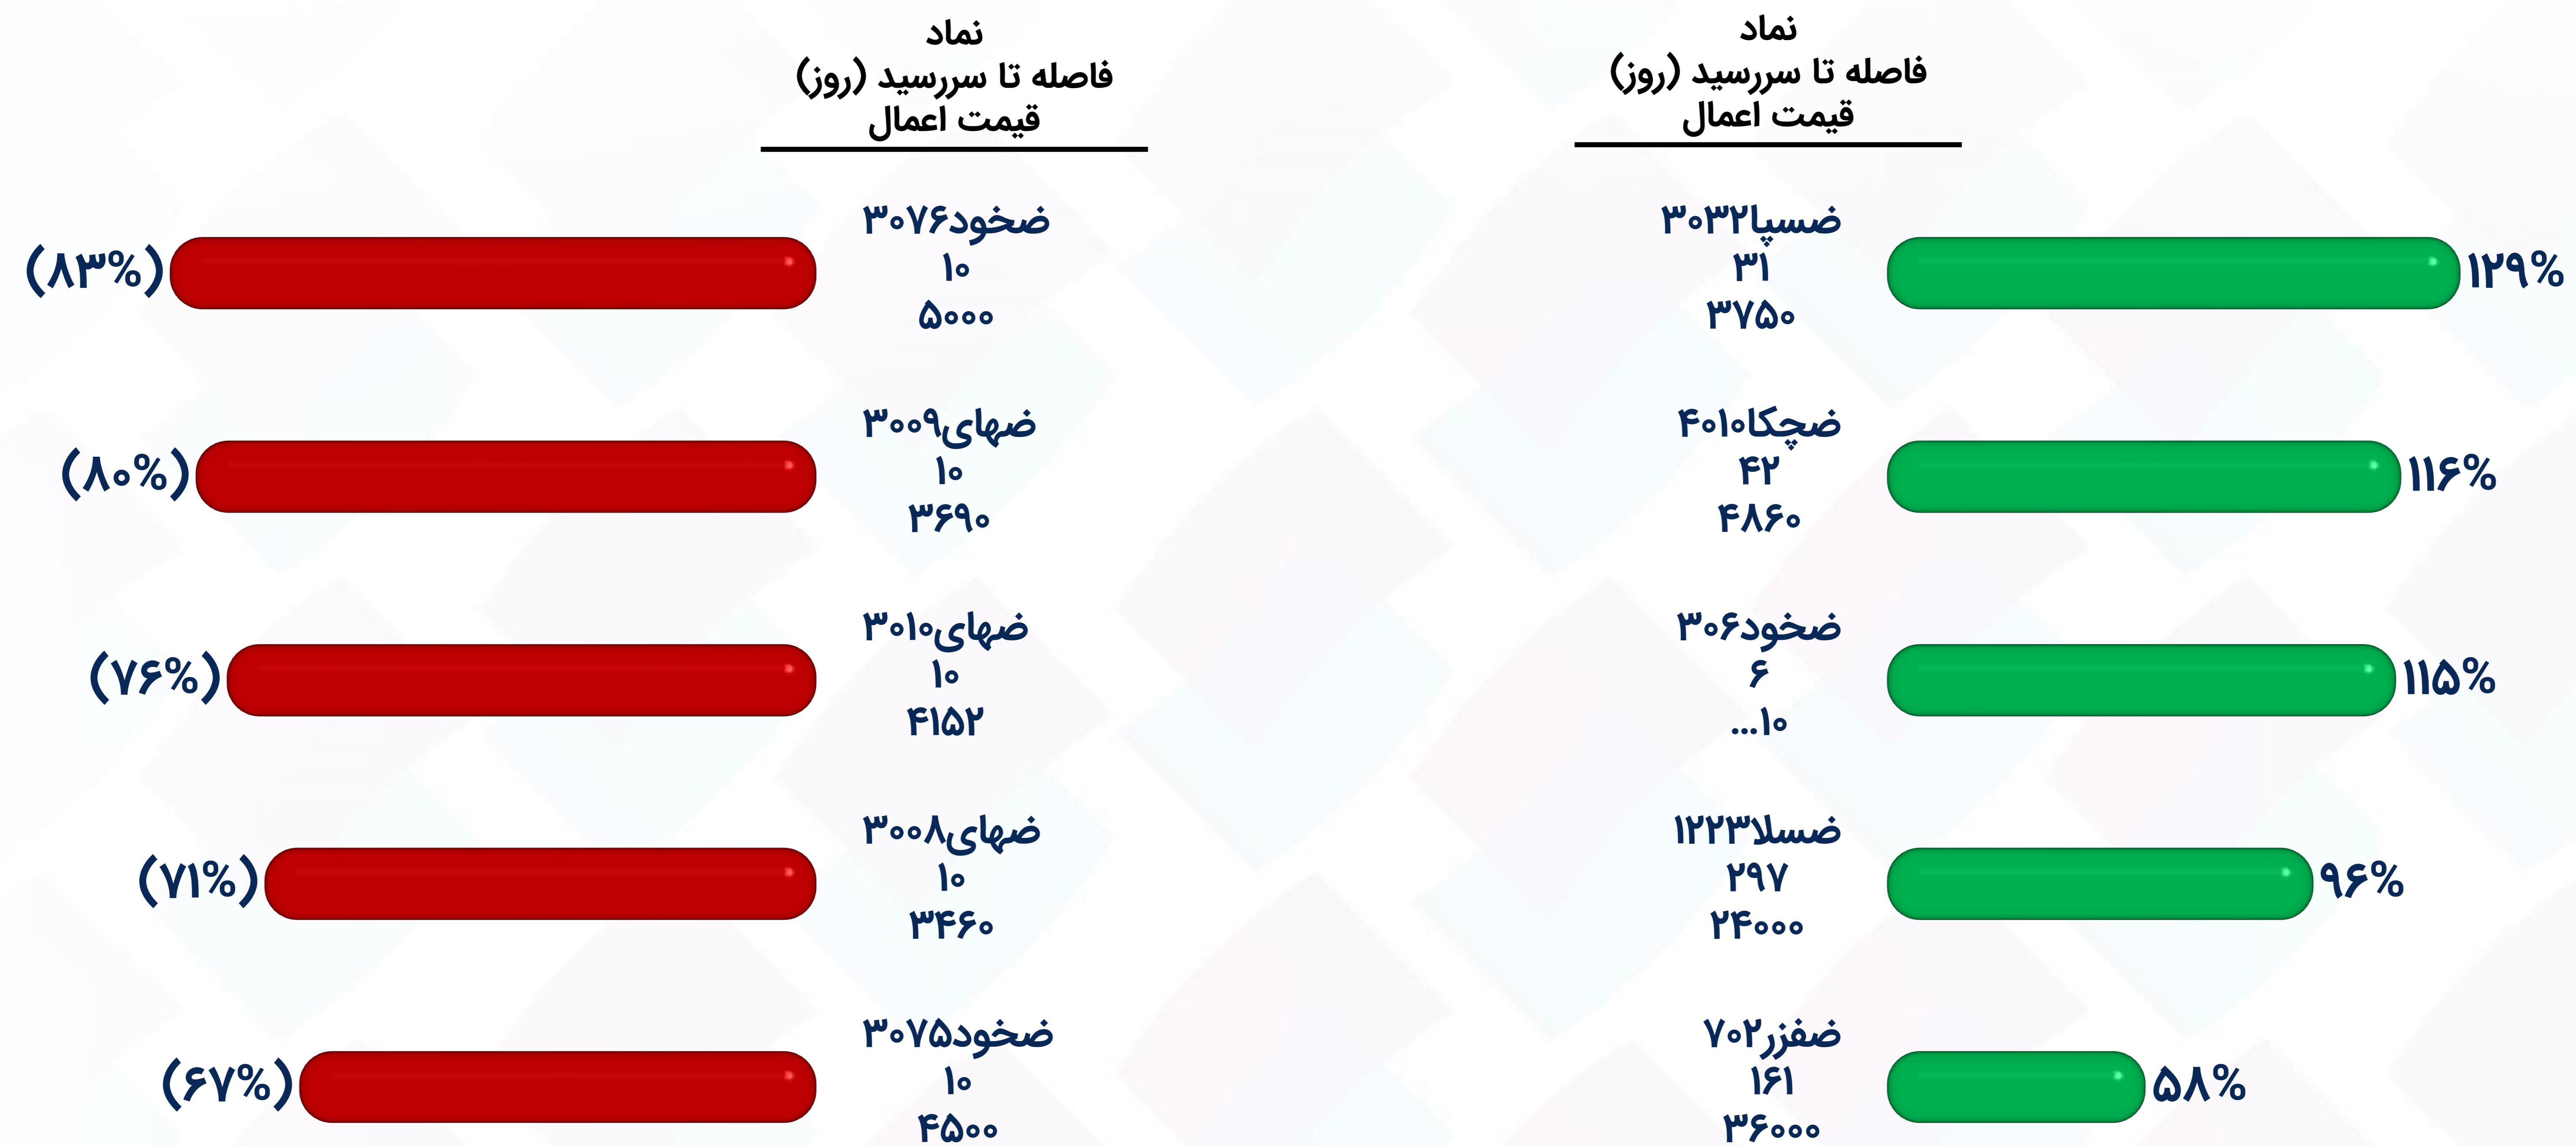 نماد
فاصله تا سررسید (روز)
قیمت اعمال
ضسپا۳۰۳۲
۳۱
۳۷۵۰
۱۲۹%
ضچکا۴۰۱۰
۴۲
۴۸۶۰
۱۱۶%
ضخود۳۰۶
۶
۱۰...
۱۱۵%
ضسلا۱۲۲۳
۲۹۷
۲۴۰۰۰
۹۶%
ضفزر۷۰۲
۱۶۱
۳۶۰۰۰
۵۸%
نماد
فاصله تا سررسید (روز)
قیمت اعمال
ضخود۳۰۷۶
۱۰
۵۰۰۰
(۸۳%)
ضهای۳۰۰۹
۱۰
۳۶۹۰
(۸۰%)
ضهای۳۰۱۰
۱۰
۴۱۵۲
(۷۶%)
ضهای۳۰۰۸
۱۰
۳۴۶۰
(۷۱%)
ضخود۳۰۷۵
۱۰
۴۵۰۰
(۶۷%)